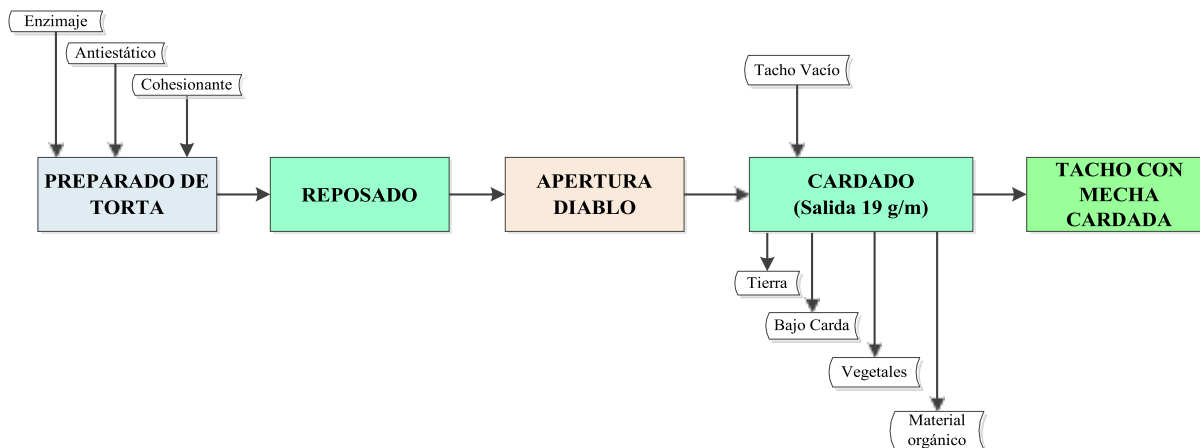 Enzimaje
Antiestático
Cohesionante
Tacho Vacío
PREPARADO DE
TORTA
REPOSADO
APERTURA
DIABLO
CARDADO
(Salida 19 g/m)
TACHO CON
MECHA
CARDADA
Tierra
Bajo Carda
Vegetales
Material
orgánico